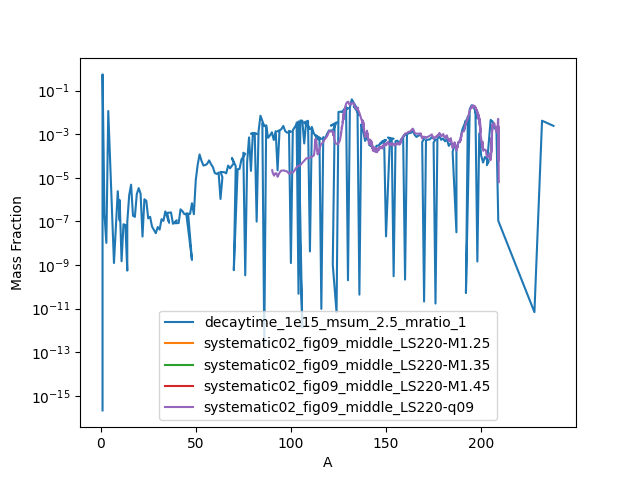 10⁻¹
10⁻³
10⁻⁵
10⁻⁷
10⁻⁹
10⁻¹¹
10⁻¹³
10⁻¹⁵
Mass Fraction
decaytime_1e15_msum_2.5_mratio_1
systematic02_fig09_middle_LS220-M1.25
systematic02_fig09_middle_LS220-M1.35
systematic02_fig09_middle_LS220-M1.45
systematic02_fig09_middle_LS220-q09
0 50 100 150 200
A